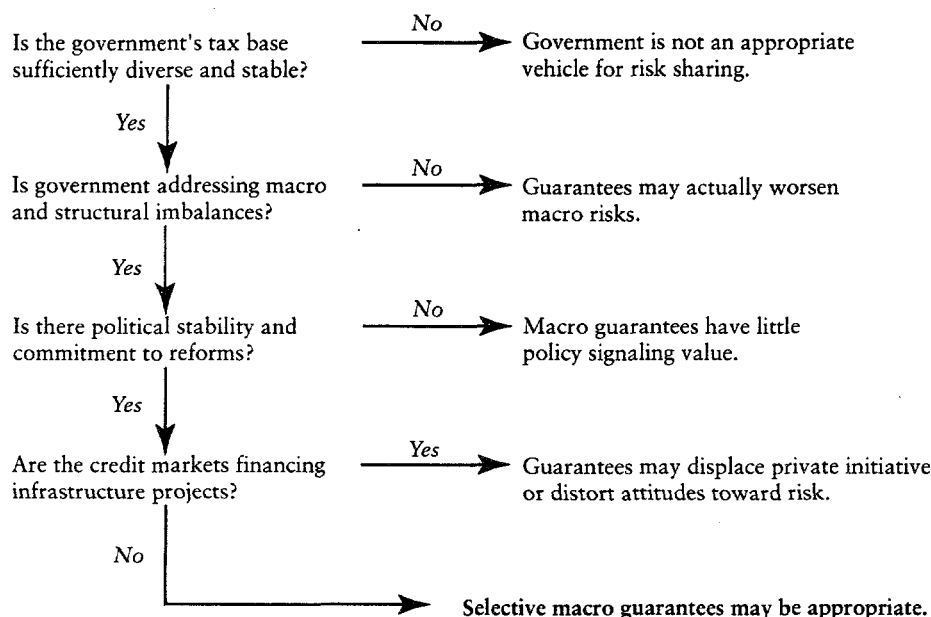 No
Is the government's tax base
sufficiently diverse and stable?
Government is not an appropriate
vehicle for risk sharing.
Yes
No
Is government addressing macro
and structural imbalances?
Guarantees may actually worsen
macro risks.
Yes
No
Is there political stability and
commitment to reforms?
Macro guarantees have little
policy signaling value.
Yes
Yes
Are the credit markets financing
infrastructure projects?
Guarantees may displace private initiative
or distort attitudes toward risk.
No
Selective macro guarantees may be appropriate.